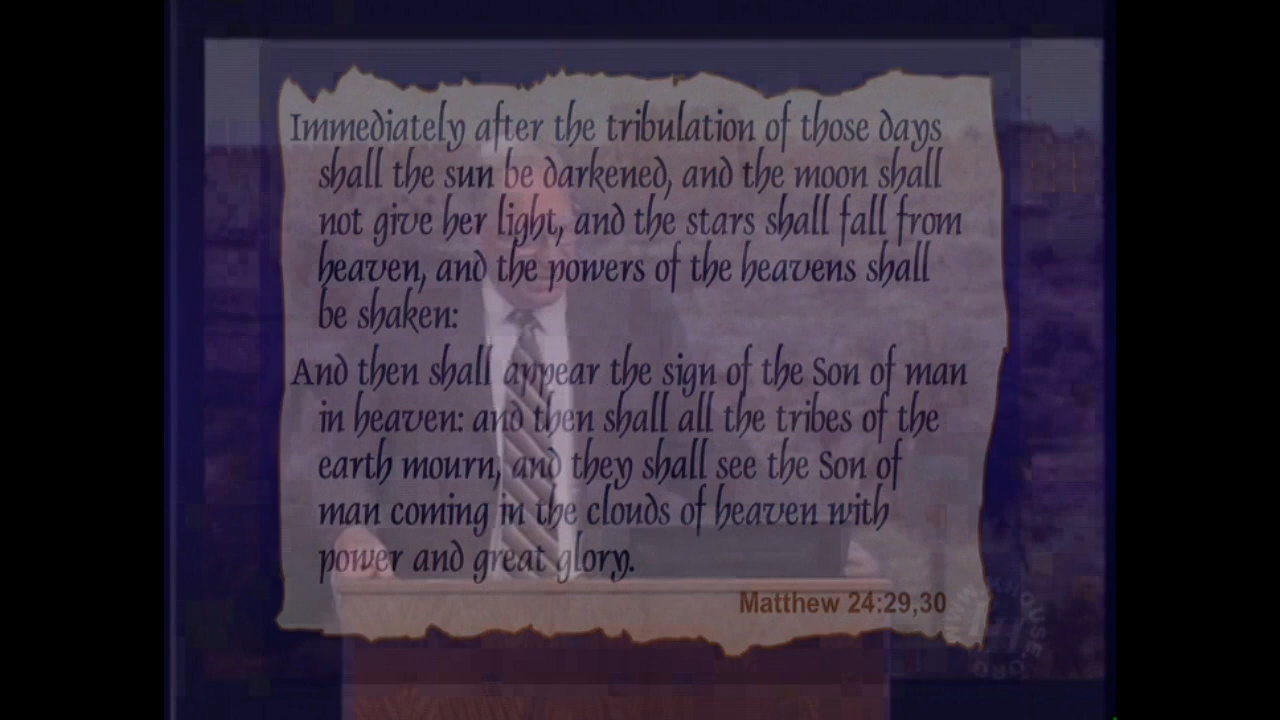 Immediately after the tribulation of those days
shall the sun be darkened, and the moon shall
not give her light, and the stars shall fall from
heaven, and the powers of the heavens shall
be shaken:
And then shall appear the sign of the Son of man
in heaven: and then shall all the tribes of the
earth mourn, and they shall see the Son of
man coming in the clouds of heaven with
power and great glory.
Matthew 24:29,30